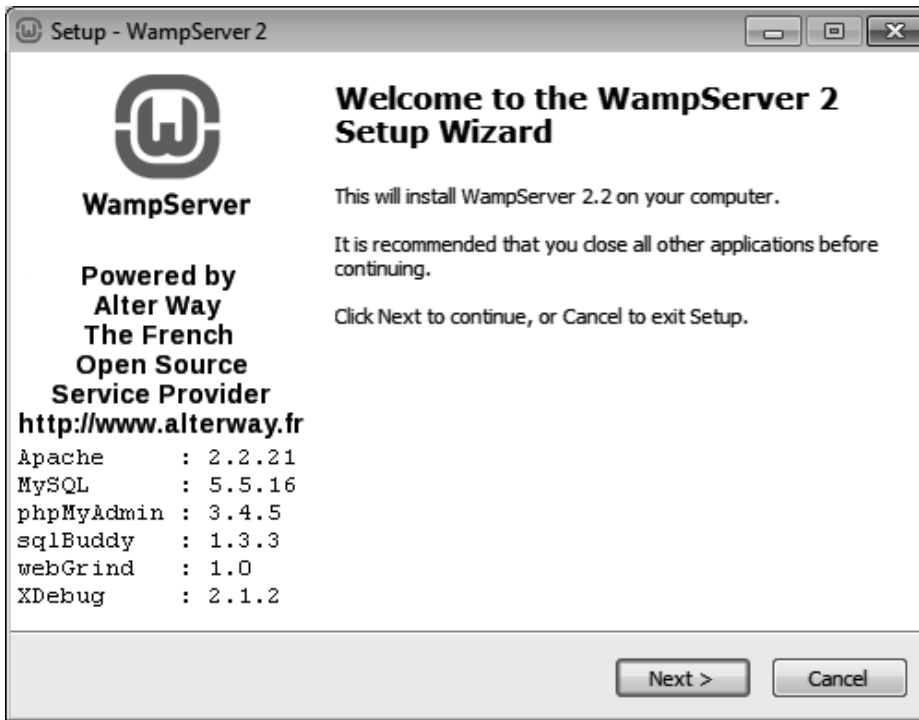 Setup - WampServer 2
WampServer
Powered by
Alter Way
The French
Open Source
Service Provider
http://www.alterway.fr
Apache : 2.2.21
MySQL : 5.5.16
phpMyAdmin : 3.4.5
sqlBuddy : 1.3.3
webGrind : 1.0
XDebug : 2.1.2
Welcome to the WampServer 2
Setup Wizard
This will install WampServer 2.2 on your computer.
It is recommended that you close all other applications before
continuing.
Click Next to continue, or Cancel to exit Setup.
Next >
Cancel